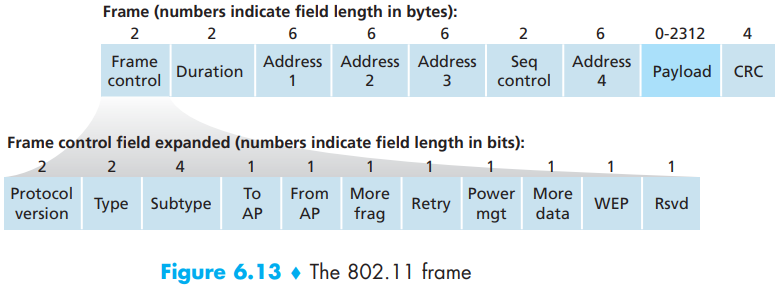 Frame (numbers indicate field length in bytes):
2 2 6 6 6 2 6 0-2312 4
Frame control
Duration
Address 1
Address 2
Address 3
Seq control
Address 4
Payload
CRC
Frame control field expanded (numbers indicate field length in bits):
2 2 4 1 1 1 1 1 1 1 1
Protocol version
Type
Subtype
To AP
From AP
More frag
Retry
Power mgt
More data
WEP
Rsvd
Figure 6.13 ♦ The 802.11 frame